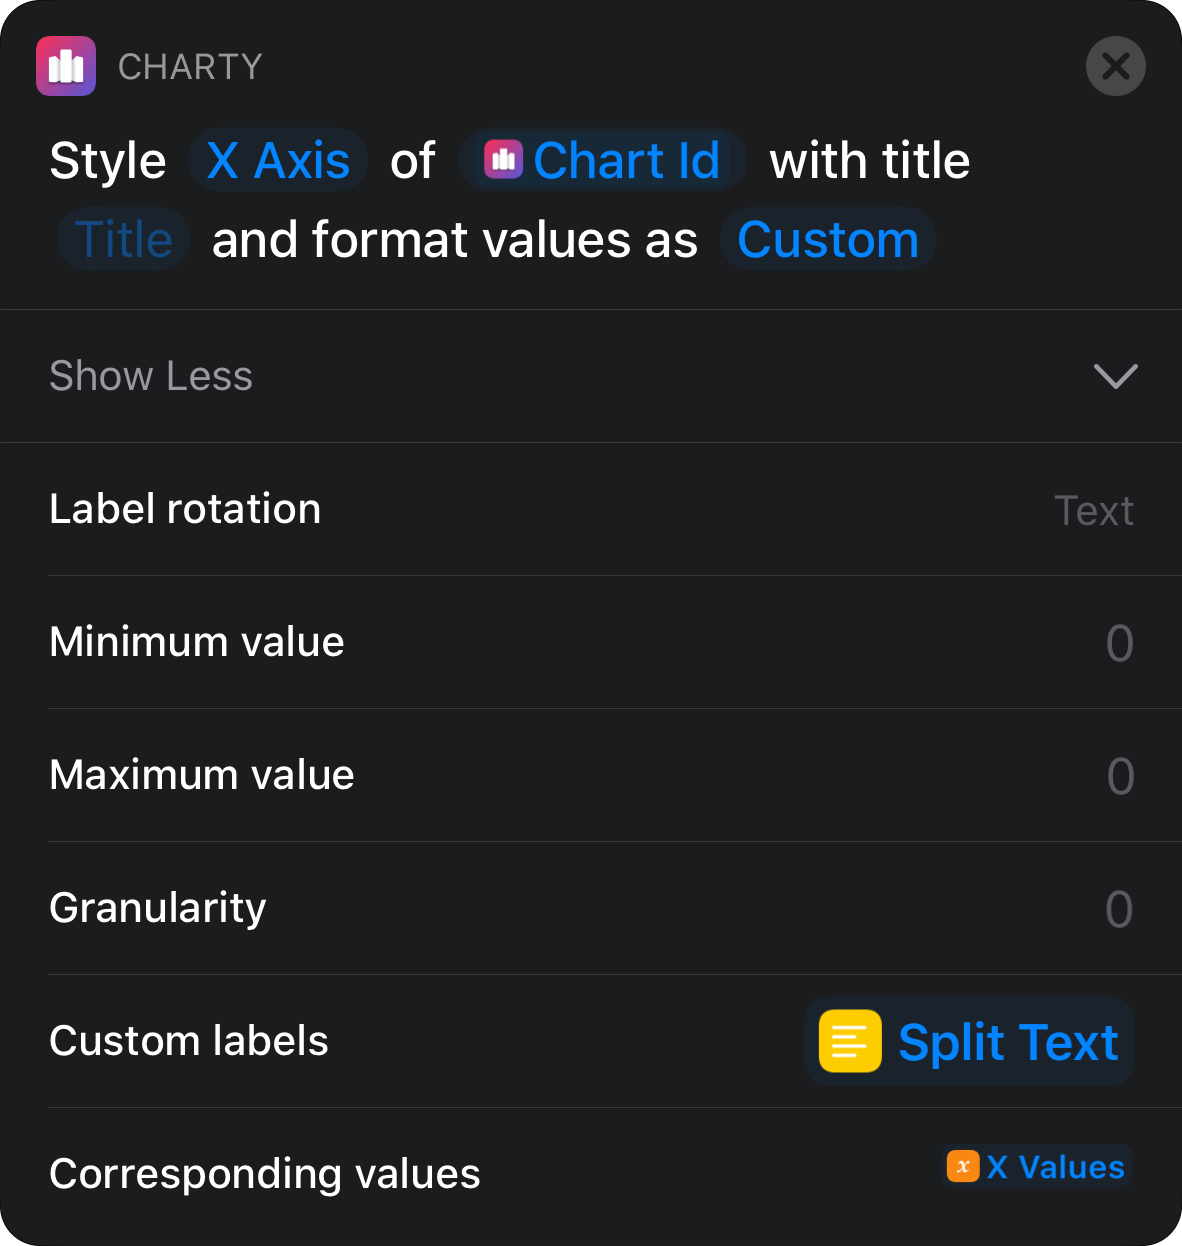 CHARTY
Style X Axis of Chart Id with title
Title and format values as Custom
Show Less
Label rotation Text
Minimum value 0
Maximum value 0
Granularity 0
Custom labels Split Text
Corresponding values x X Values